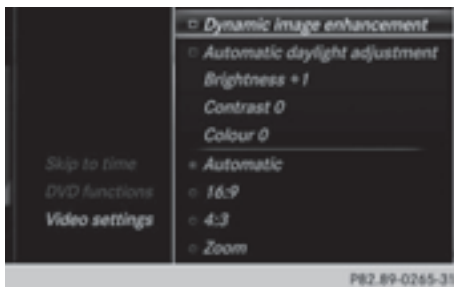 Dynamic image enhancement
Automatic daylight adjustment
Brightness +1
Contrast 0
Colour 0
Skip to time
Automatic
DVD functions
16:9
Video settings
4:3
Zoom
P82.89-0265-31